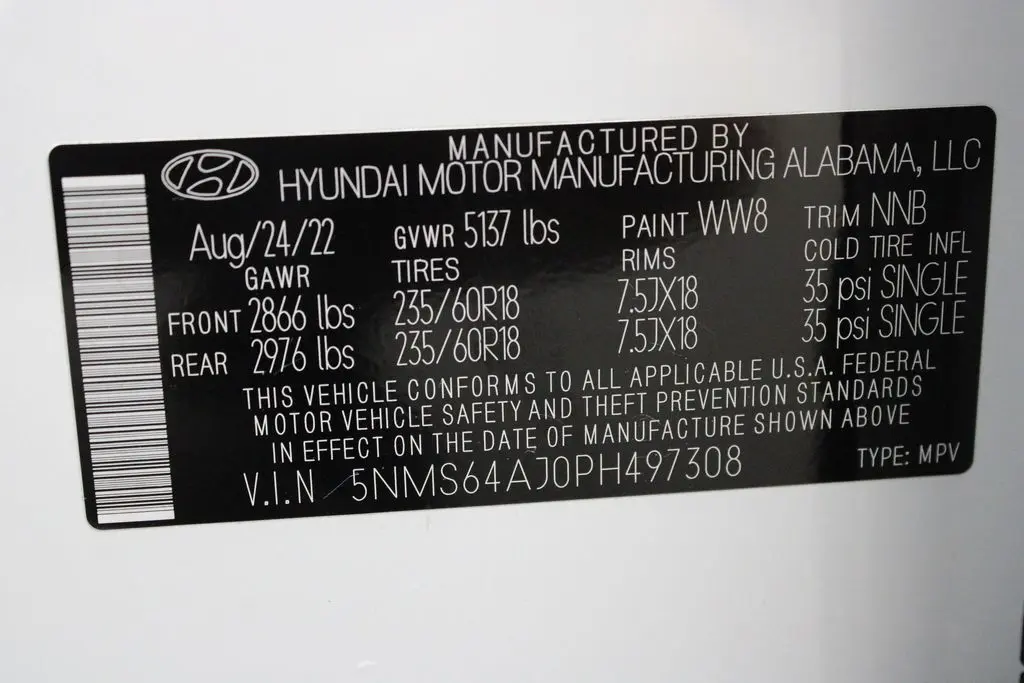 MANUFACTURED BY
HYUNDAI MOTOR MANUFACTURING ALABAMA, LLC
Aug/24/22 GVWR 5137 lbs PAINT WW8 TRIM NNB
GAWR TIRES RIMS COLD TIRE INFL
FRONT 2866 lbs 235/60R18 7.5JX18 35 psi SINGLE
REAR 2976 lbs 235/60R18 7.5JX18 35 psi SINGLE
THIS VEHICLE CONFORMS TO ALL APPLICABLE U.S.A. FEDERAL
MOTOR VEHICLE SAFETY AND THEFT PREVENTION STANDARDS
IN EFFECT ON THE DATE OF MANUFACTURE SHOWN ABOVE
V.I.N 5NMS64AJ0PH497308 TYPE: MPV